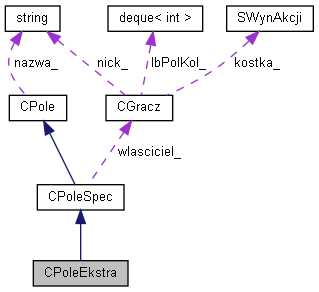 string
deque< int >
SWynAkcji
nazwa_
nick_
lbPolKol_
kostka_
CPole
CGracz
wlasciciel_
CPoleSpec
CPoleEkstra